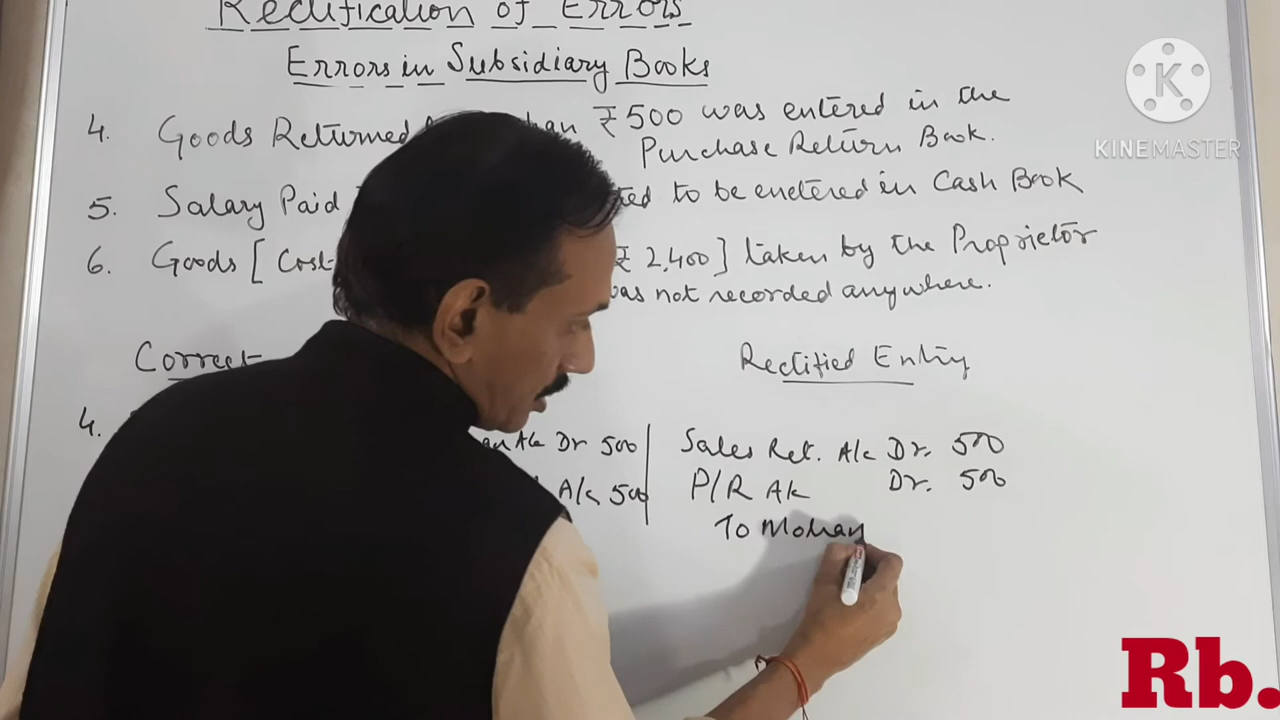 Rectification of Errors
Errors in Subsidiary Books
4. Goods Returned ₹500 was entered in the
Purchase Return Book.
5. Salary Paid to be enetered in Cash Book
6. Goods [Cost ₹ 2,400] taken by the Proprietor
was not recorded anywhere.
Correct
Rectified Entry
4. A/c Dr 500
Sales Ret. A/c Dr. 500
A/c 500
P/R A/c Dr. 500
To Mohan
KINEMASTER
Rb.